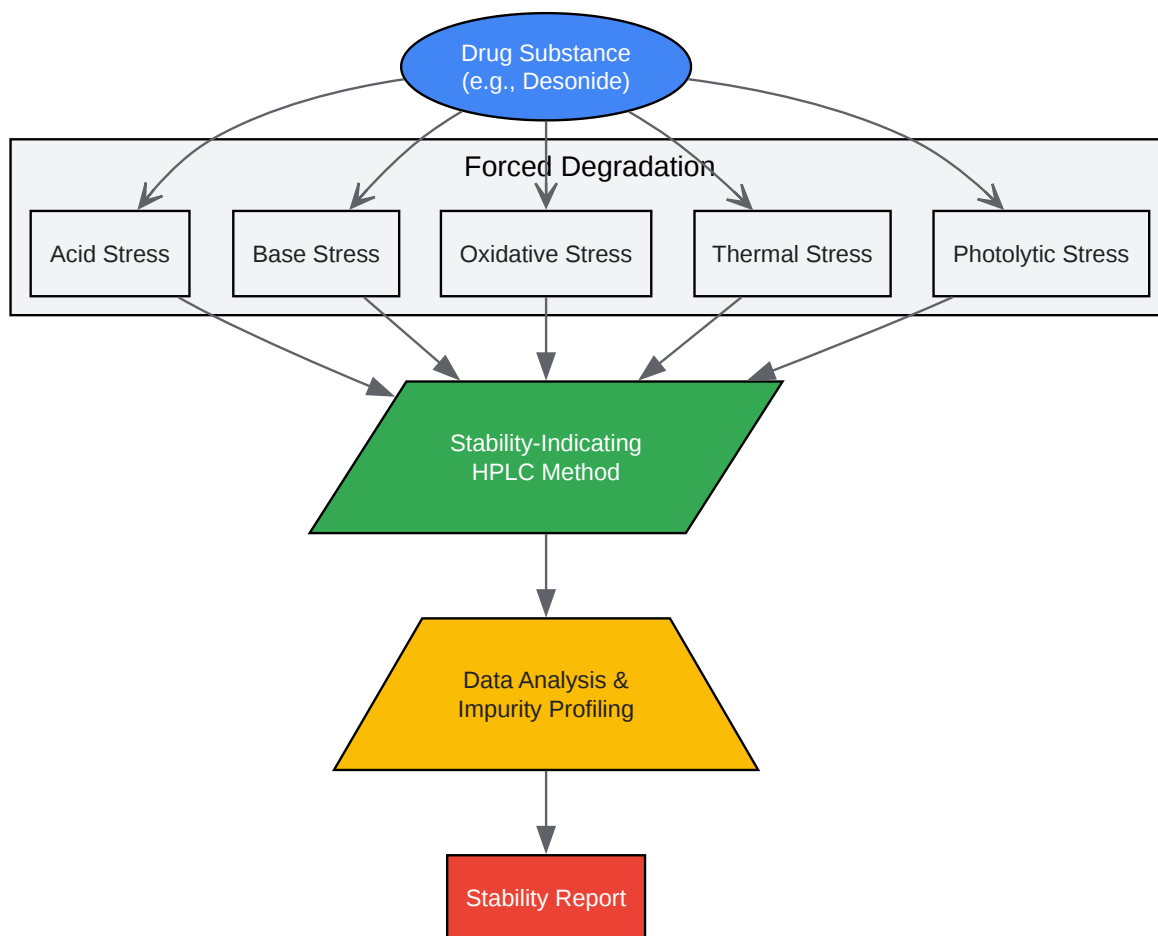 Drug Substance
(e.g., Desonide)
Forced Degradation
Acid Stress
Base Stress
Oxidative Stress
Thermal Stress
Photolytic Stress
Stability-Indicating
HPLC Method
Data Analysis &
Impurity Profiling
Stability Report